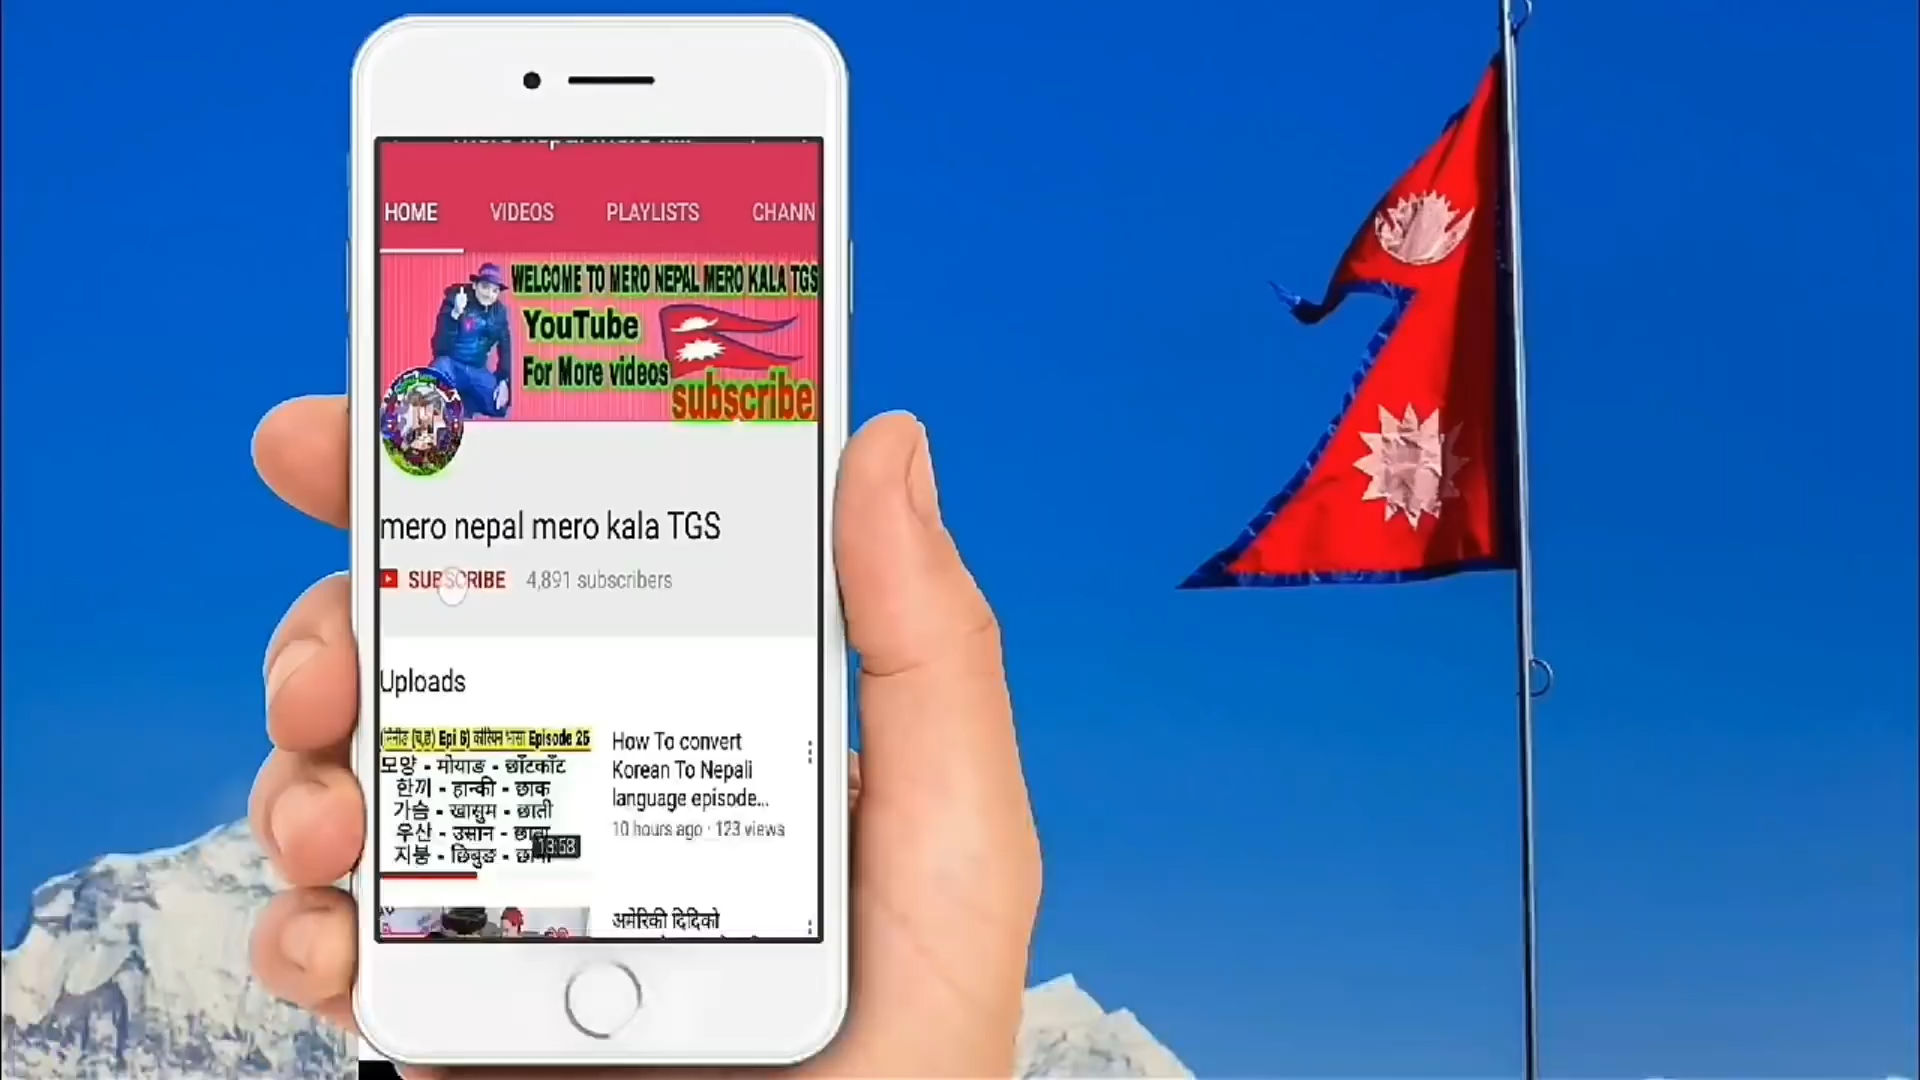 HOME VIDEOS PLAYLISTS CHANN
WELCOME TO MERO NEPAL MERO KALA TGS
YouTube
For More videos
subscribe
mero nepal mero kala TGS
SUBSCRIBE 4,891 subscribers
Uploads
(च,छ) Epi 6) कोरियन भासा Episode 25
모양 - मोयाङ - छाँटकाँट
한끼 - हान्की - छाक
가슴 - खासुम - छाती
우산 - उसान - छाता
지붕 - छिबुङ - छाना
13:58
How To convert
Korean To Nepali
language episode...
10 hours ago · 123 views
अमेरिकी दिदिको